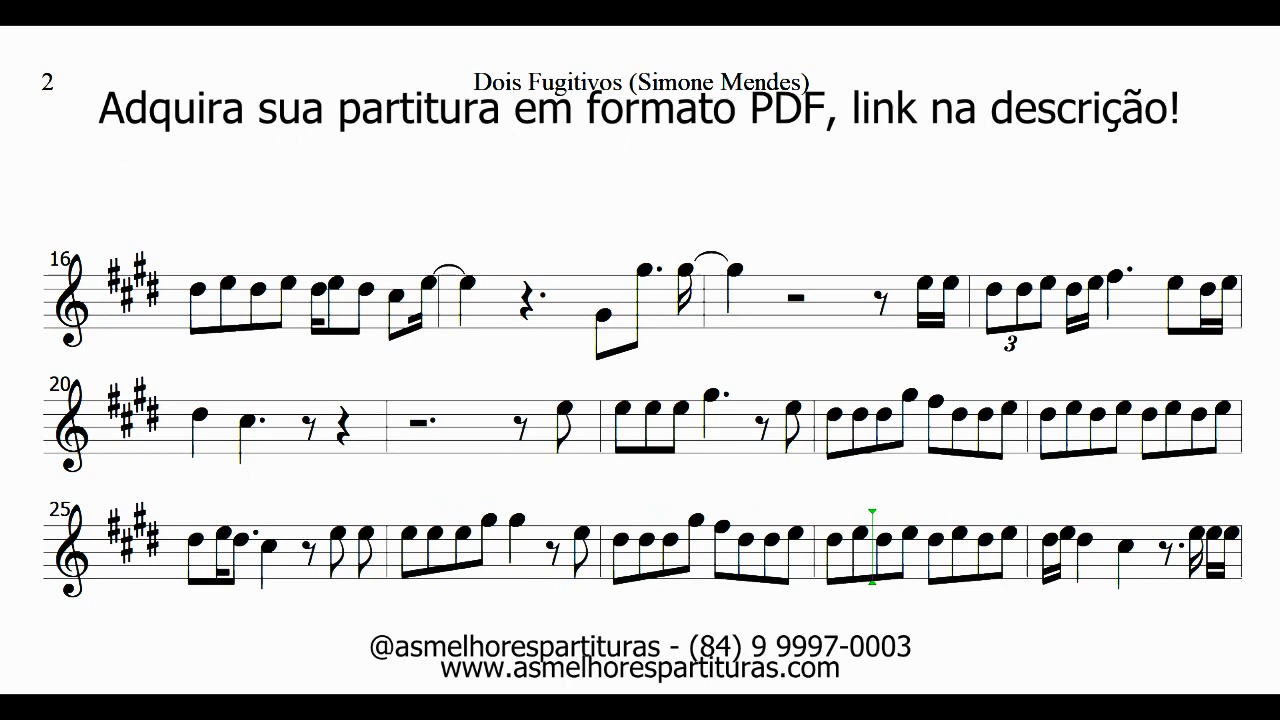 2
Dois Fugitivos (Simone Mendes)
Adquira sua partitura em formato PDF, link na descrição!
16
3
20
25
@asmelhorespartituras - (84) 9 9997-0003
www.asmelhorespartituras.com